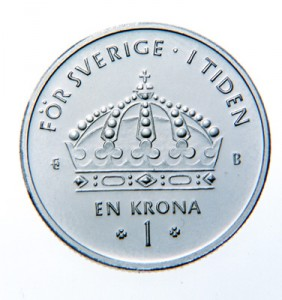 FÖR SVERIGE · I TIDEN
B
EN KRONA
1